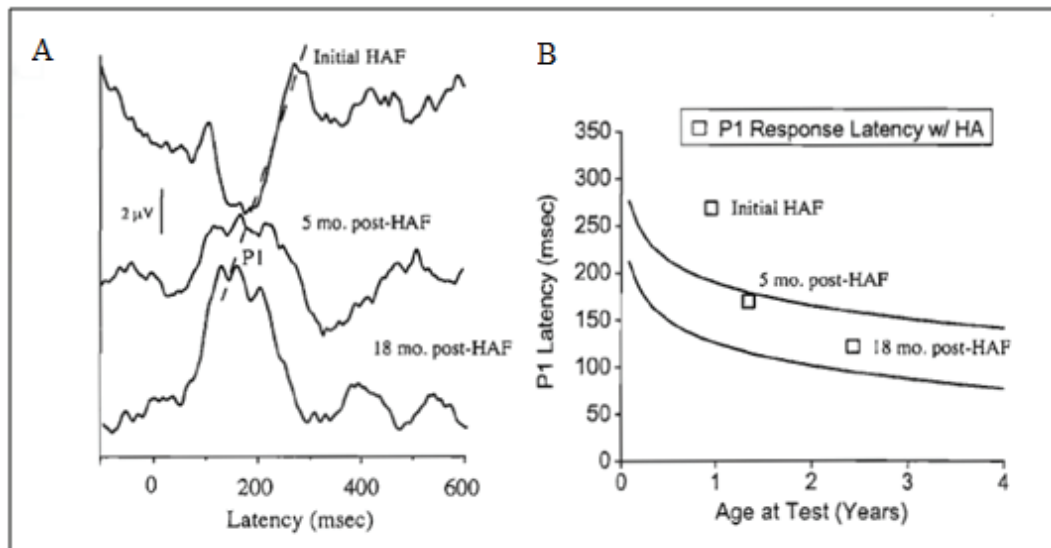 A
Initial HAF
2 μV
5 mo. post-HAF
P1
18 mo. post-HAF
0 200 400 600
Latency (msec)
B
P1 Response Latency w/ HA
350
300
250
200
150
100
50
0
Initial HAF
5 mo. post-HAF
18 mo. post-HAF
0 1 2 3 4
P1 Latency (msec)
Age at Test (Years)